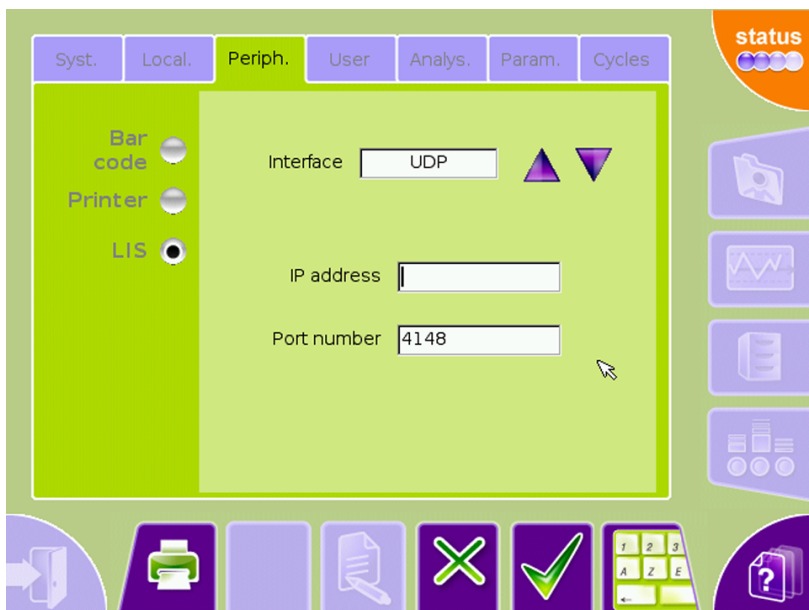 status
Syst.
Local.
Periph.
User
Analys.
Param.
Cycles
Bar
code
Printer
LIS
Interface
UDP
IP address
Port number
4148
1 2 3
A Z E
?